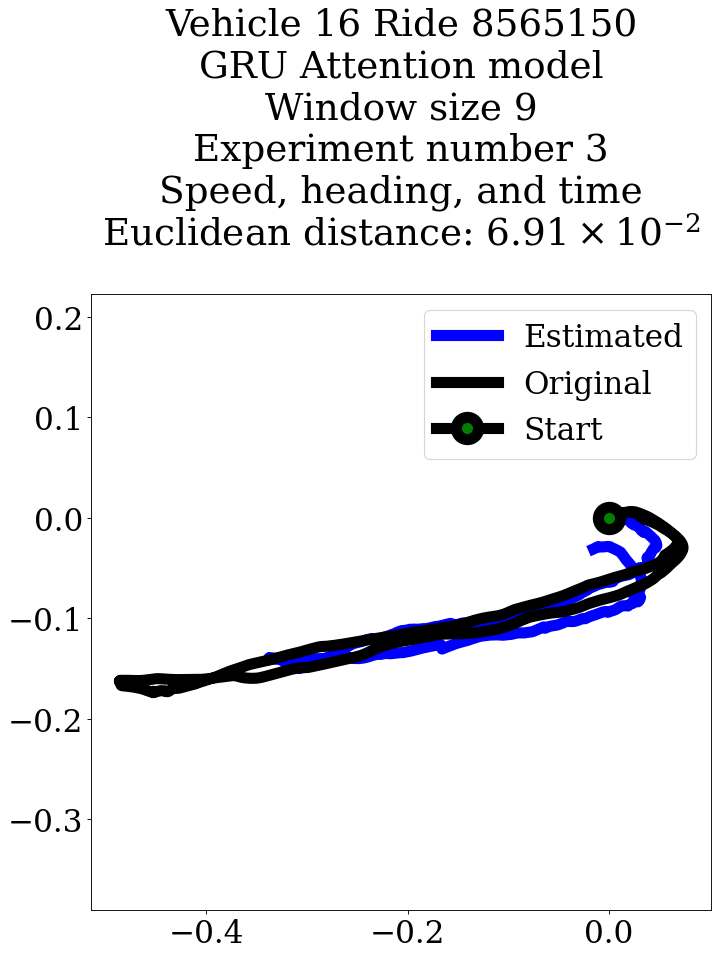 Vehicle 16 Ride 8565150
GRU Attention model
Window size 9
Experiment number 3
Speed, heading, and time
Euclidean distance: 6.91 × 10⁻²
Estimated
Original
Start
0.2
0.1
0.0
−0.1
−0.2
−0.3
−0.4
−0.2
0.0